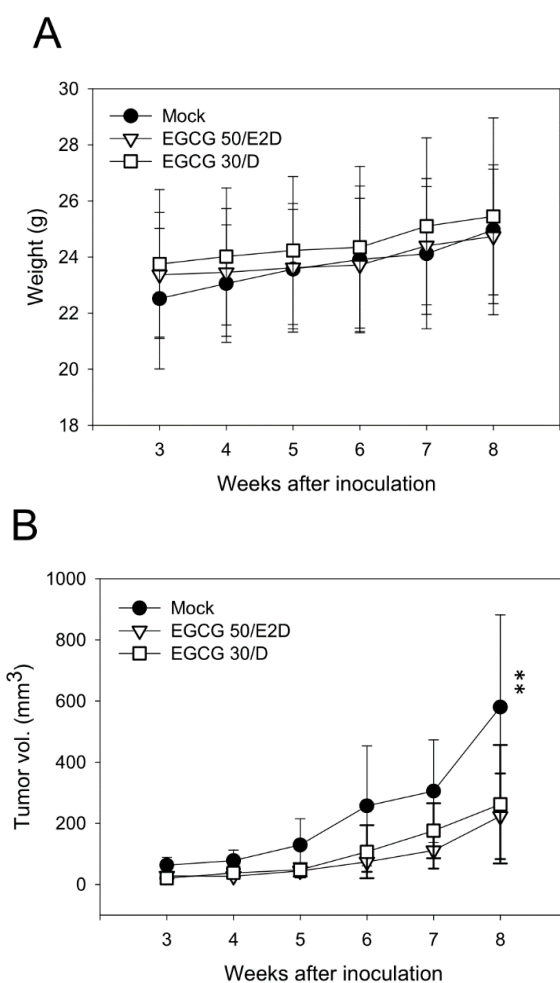 A
30
28
26
24
22
20
18
Weight (g)
Mock
EGCG 50/E2D
EGCG 30/D
3 4 5 6 7 8
Weeks after inoculation
B
1000
800
600
400
200
0
Tumor vol. (mm³)
Mock
EGCG 50/E2D
EGCG 30/D
**
3 4 5 6 7 8
Weeks after inoculation